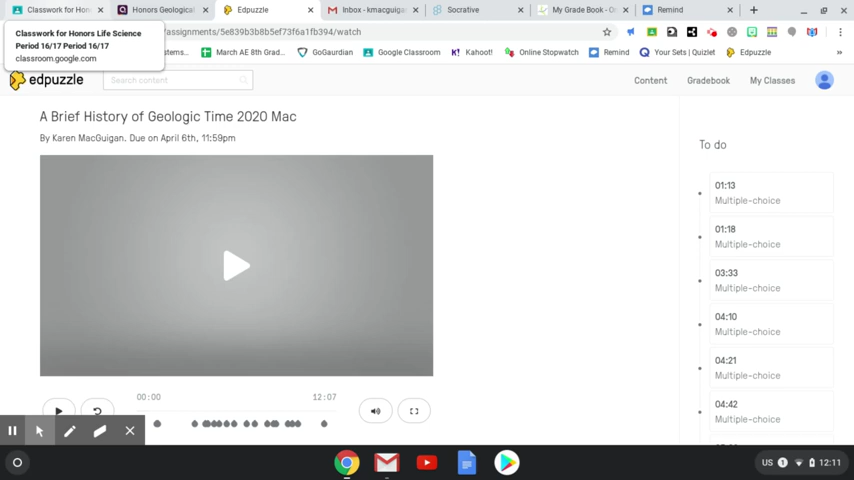 Classwork for Hon
Honors Geological
Edpuzzle
Inbox - kmacguiga
Socrative
My Grade Book - On
Remind
Classwork for Honors Life Science
Period 16/17 Period 16/17
classroom.google.com
assignments/5e839b3b8b5ef73f6a1fb394/watch
stems...
March AE 8th Grad...
GoGaurdian
Google Classroom
Kahoot!
Online Stopwatch
Remind
Your Sets | Quizlet
Edpuzzle
edpuzzle
Search content
Content
Gradebook
My Classes
A Brief History of Geologic Time 2020 Mac
By Karen MacGuigan. Due on April 6th, 11:59pm
To do
01:13
Multiple-choice
01:18
Multiple-choice
03:33
Multiple-choice
04:10
Multiple-choice
04:21
Multiple-choice
04:42
Multiple-choice
00:00
12:07
US
1
12:11